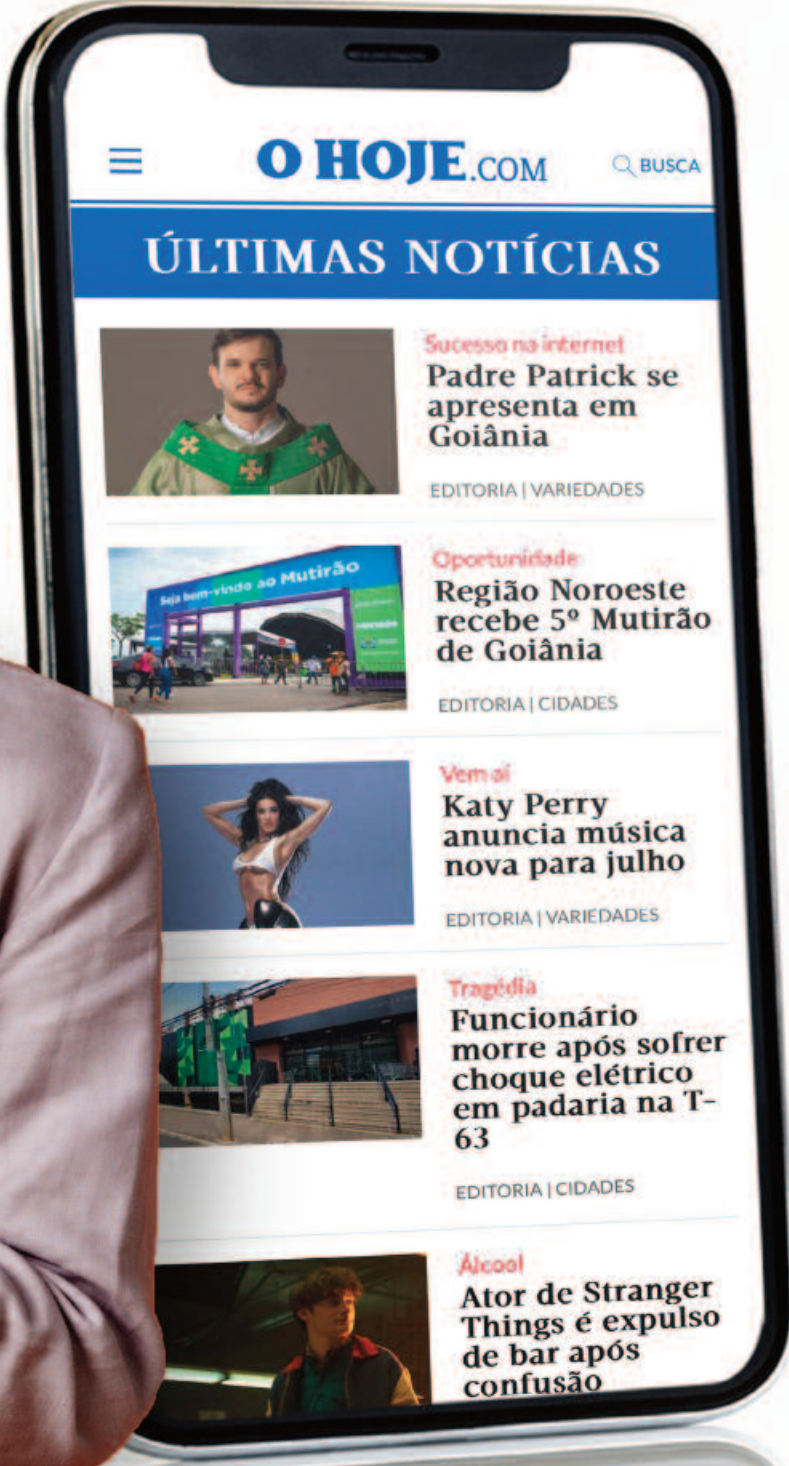 O HOJE.COM
BUSCA
ÚLTIMAS NOTÍCIAS
Sucesso na internet
Padre Patrick se
apresenta em
Goiânia
EDITORIA | VARIEDADES
Seja bem-vindo ao Mutirão
Oportunidade
Região Noroeste
recebe 5º Mutirão
de Goiânia
EDITORIA | CIDADES
Vem aí
Katy Perry
anuncia música
nova para julho
EDITORIA | VARIEDADES
Tragédia
Funcionário
morre após sofrer
choque elétrico
em padaria na T-
63
EDITORIA | CIDADES
Álcool
Ator de Stranger
Things é expulso
de bar após
confusão